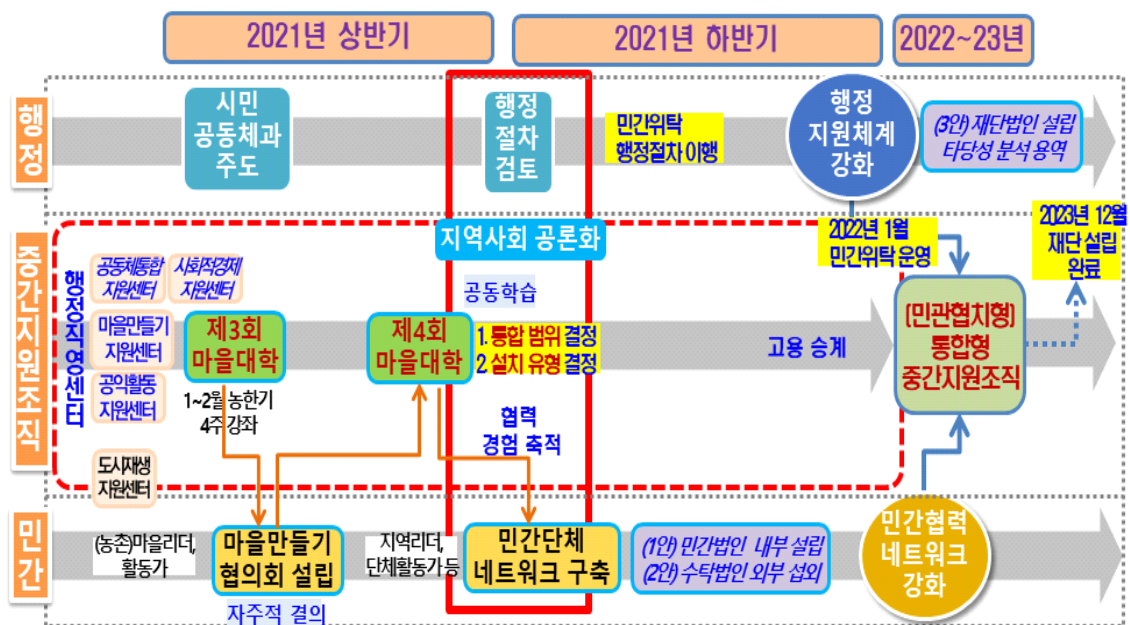 2021년 상반기
2021년 하반기
2022~23년
행정
시민
공동체과
주도
행정
절차
검토
민간위탁
행정절차 이행
행정
지원체계
강화
(3안) 재단법인 설립
타당성 분석 용역
중간지원조직
행정직영센터
공동체통합
지원센터
사회적경제
지원센터
마을만들기
지원센터
공익활동
지원센터
도시재생
지원센터
제3회
마을대학
1~2월 농한기
4주 강좌
제4회
마을대학
지역사회 공론화
공동학습
1. 통합 범위 결정
2. 설치 유형 결정
협력
경험 축적
고용 승계
2022년 1월
민간위탁 운영
(민관협치형)
통합형
중간지원조직
2023년 12월
재단 설립
완료
민간
(농촌)마을리더,
활동가
마을만들기
협의회 설립
자주적 결의
지역리더,
단체활동가 등
민간단체
네트워크 구축
(1안) 민간법인 내부 설립
(2안) 수탁법인 외부 섭외
민간협력
네트워크
강화